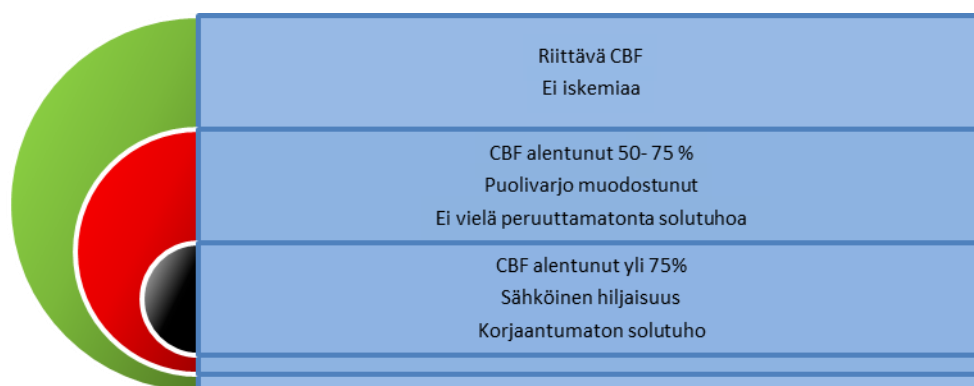 Riittävä CBF
Ei iskemiaa
CBF alentunut 50- 75 %
Puolivarjo muodostunut
Ei vielä peruuttamatonta solutuhoa
CBF alentunut yli 75%
Sähköinen hiljaisuus
Korjaantumaton solutuho